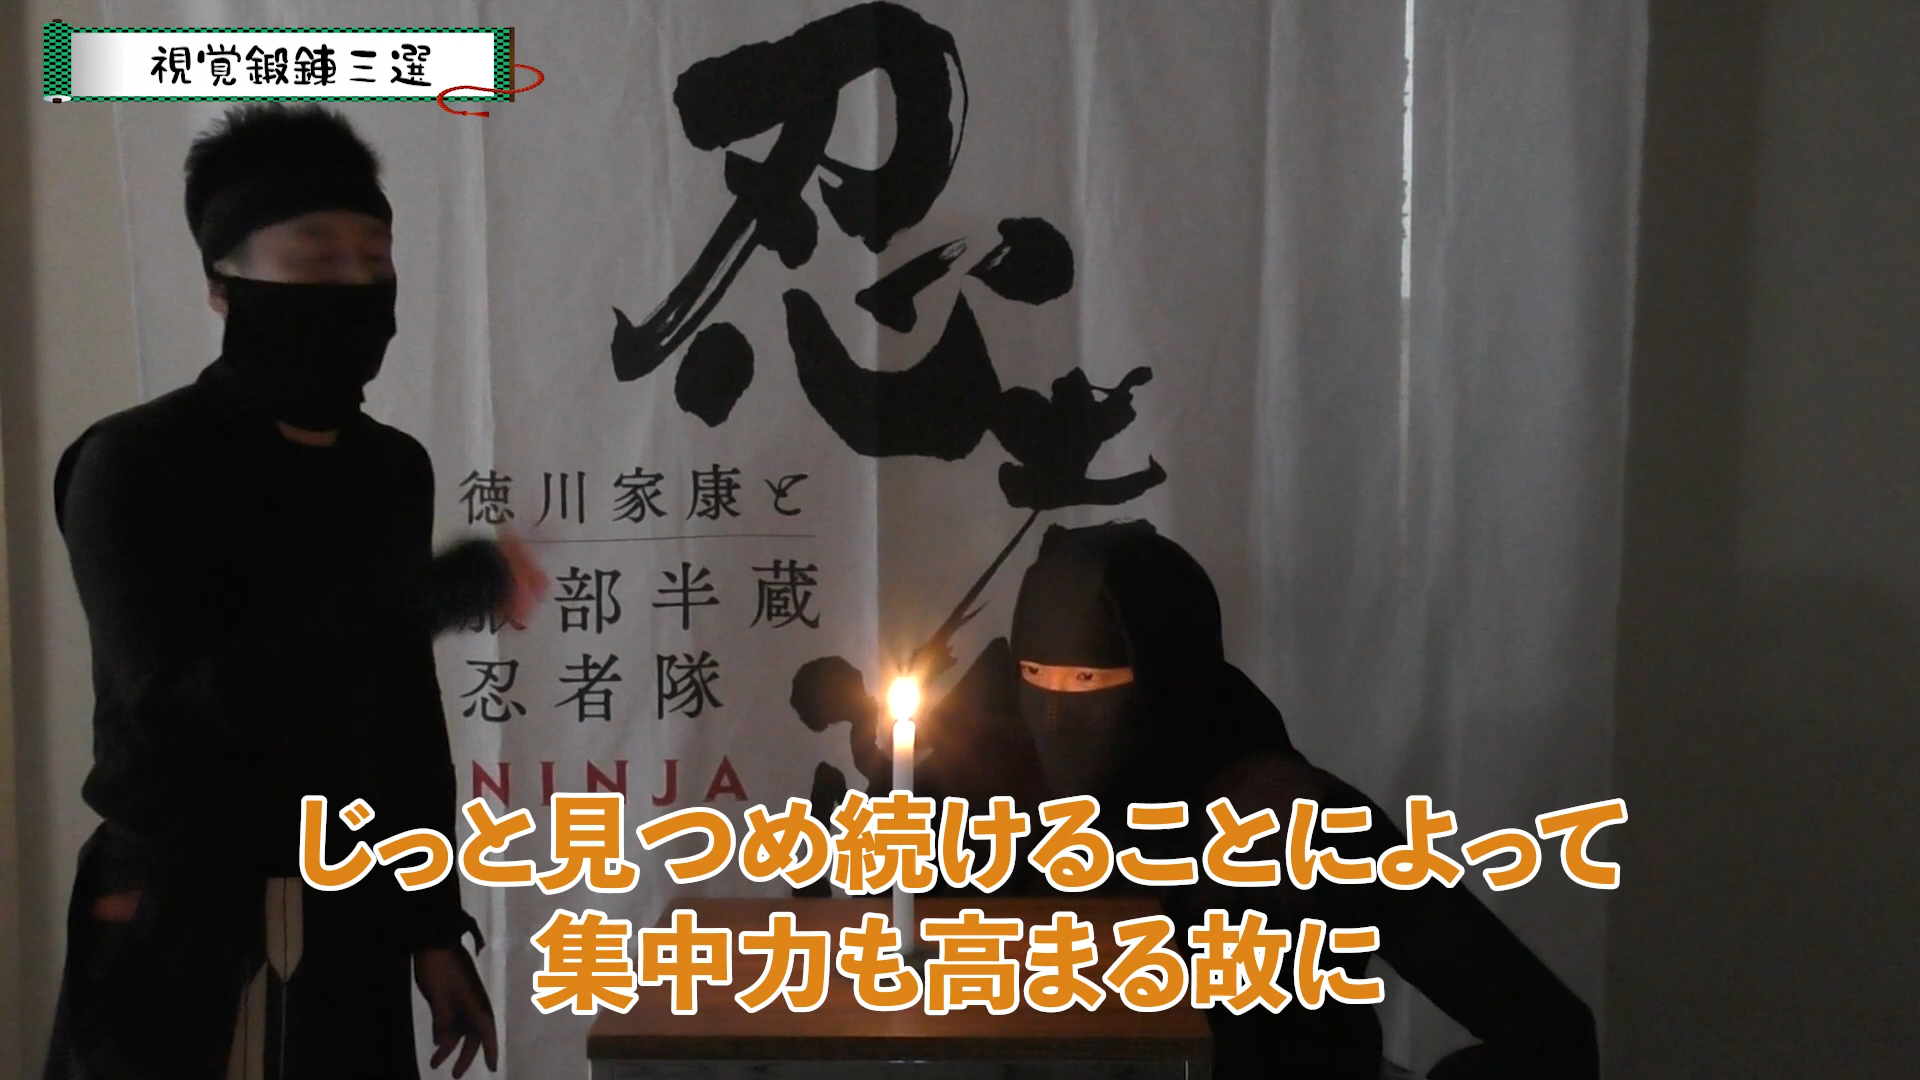 視覚鍛錬三選
忍者
徳川家康と
服部半蔵
忍者隊
NINJA
じっと見つめ続けることによって
集中力も高まる故に